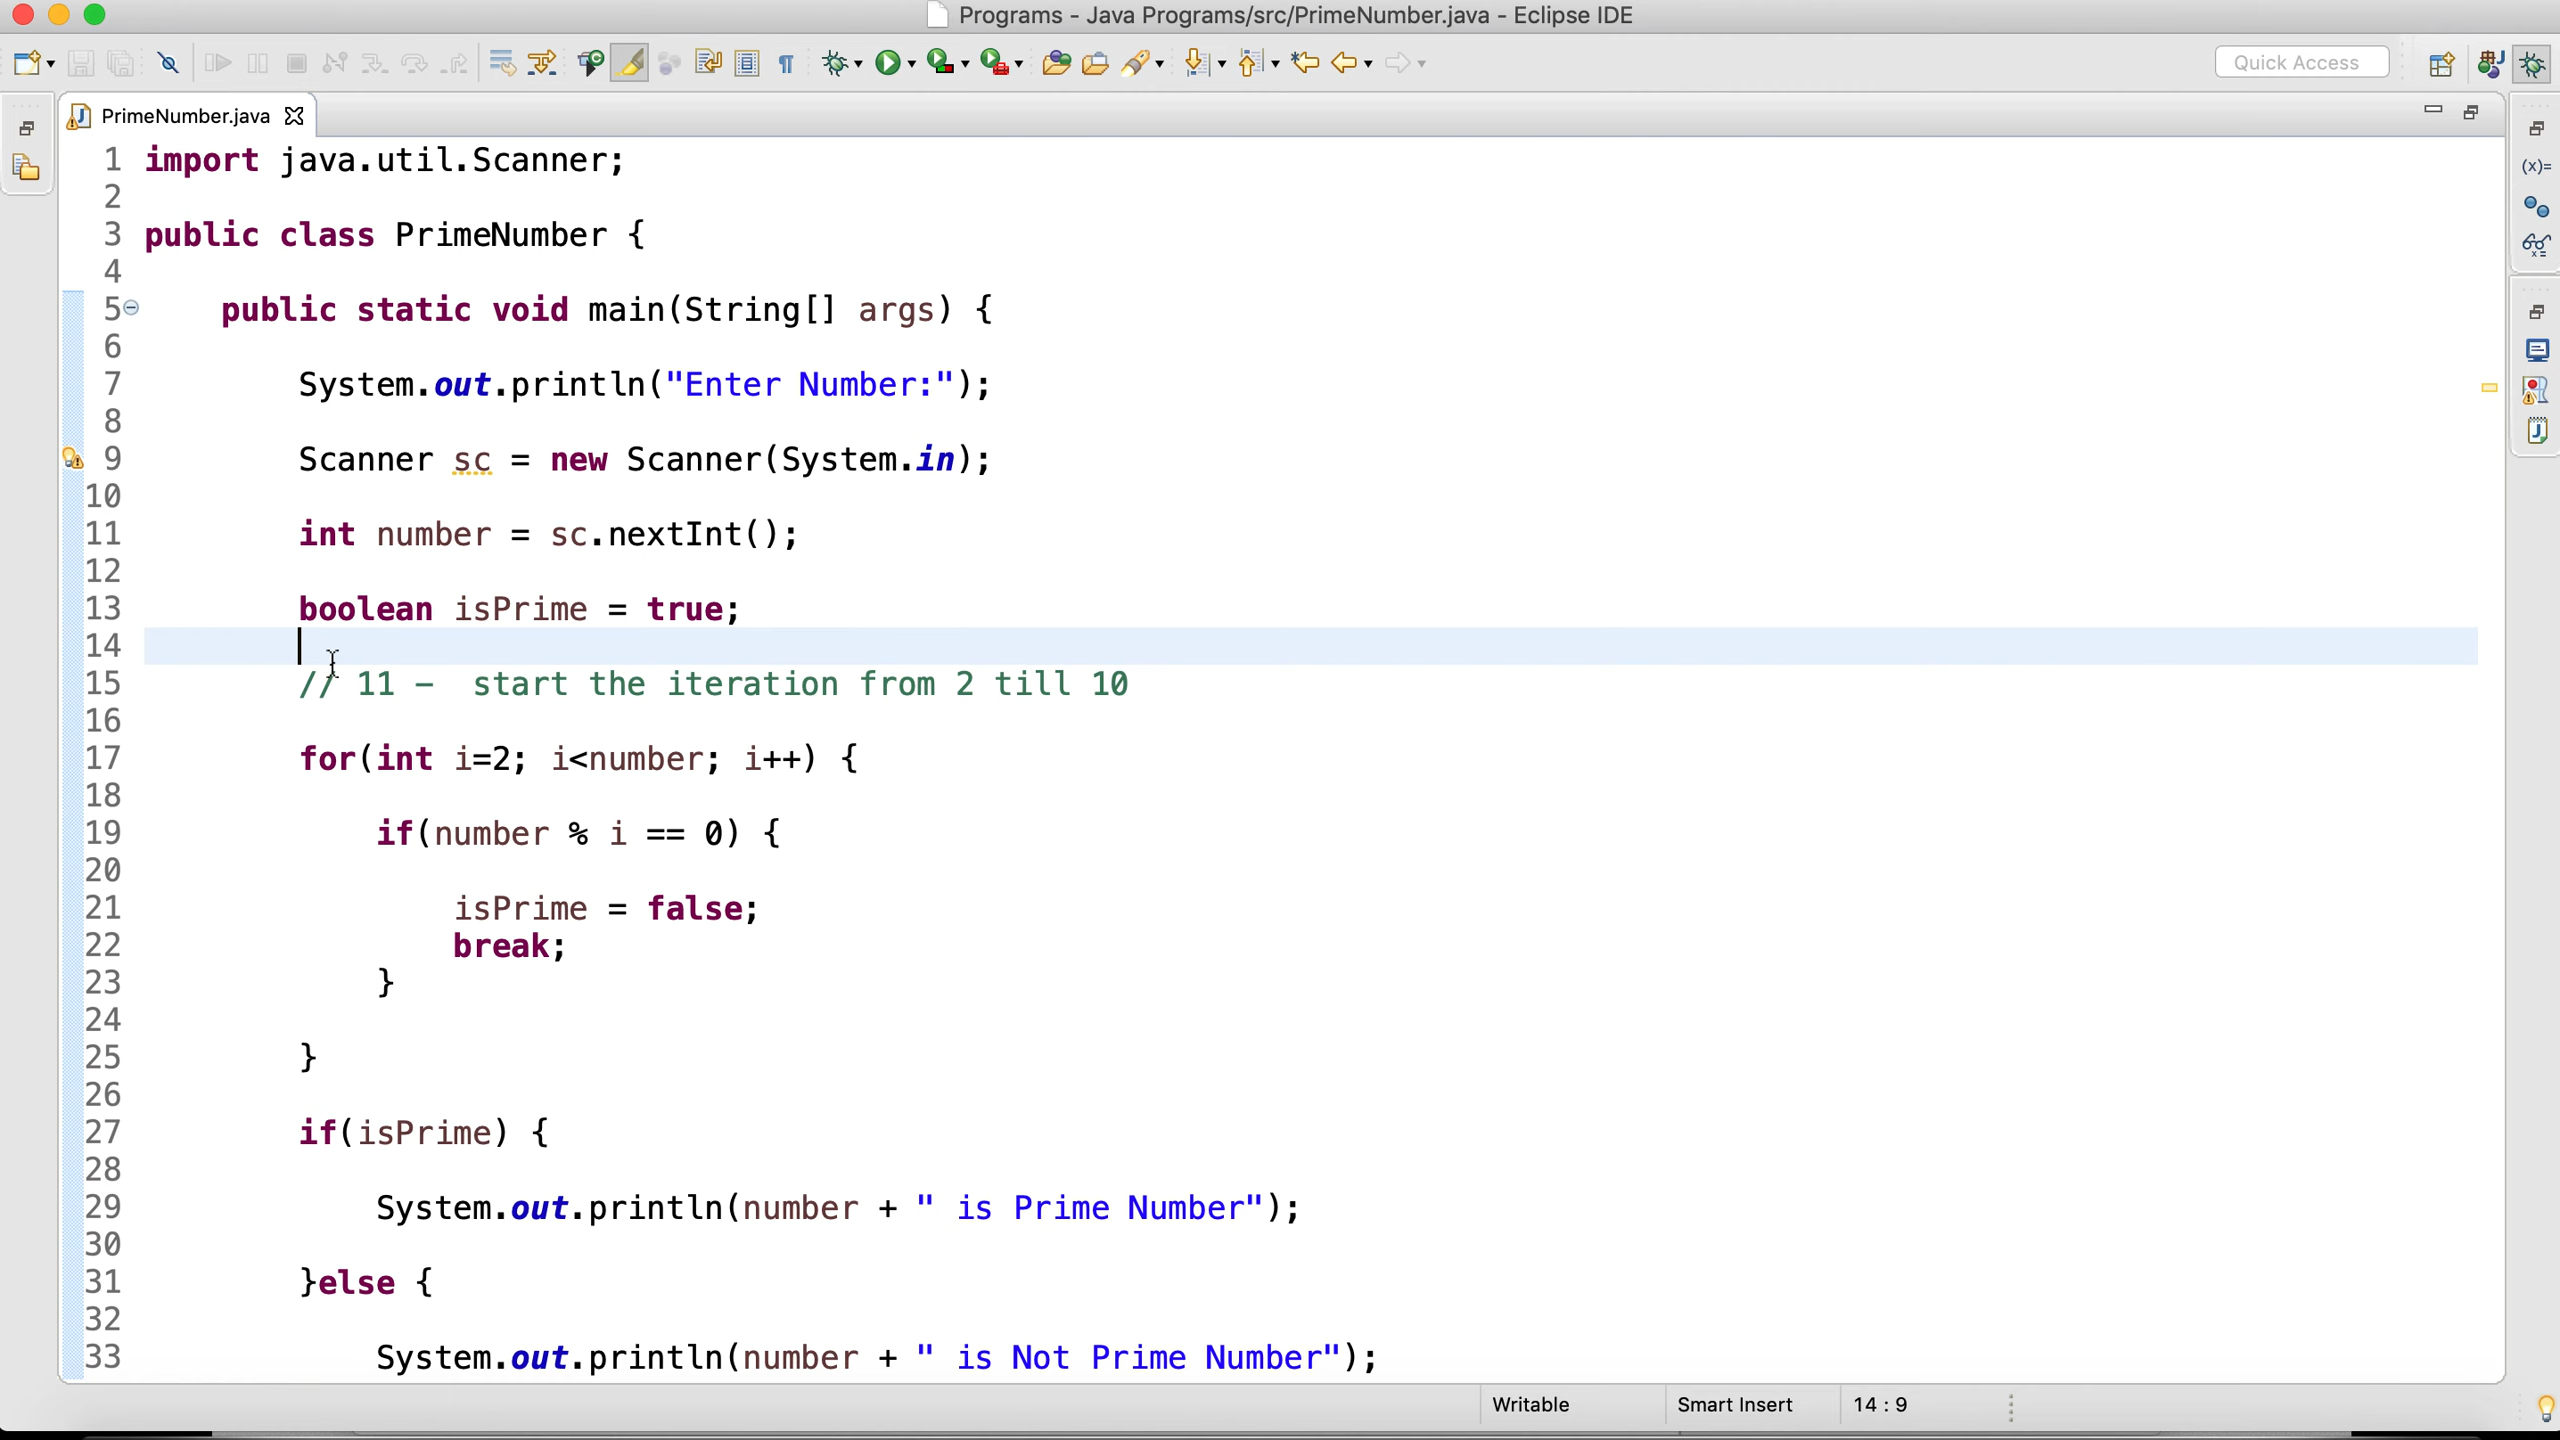 Programs - Java Programs/src/PrimeNumber.java - Eclipse IDE
Quick Access
PrimeNumber.java
1 import java.util.Scanner;
2
3 public class PrimeNumber {
4
5 public static void main(String[] args) {
6
7 System.out.println("Enter Number:");
8
9 Scanner sc = new Scanner(System.in);
10
11 int number = sc.nextInt();
12
13 boolean isPrime = true;
14
15 // 11 -  start the iteration from 2 till 10
16
17 for(int i=2; i<number; i++) {
18
19 if(number % i == 0) {
20
21 isPrime = false;
22 break;
23 }
24
25 }
26
27 if(isPrime) {
28
29 System.out.println(number + " is Prime Number");
30
31 }else {
32
33 System.out.println(number + " is Not Prime Number");
Writable
Smart Insert
14 : 9